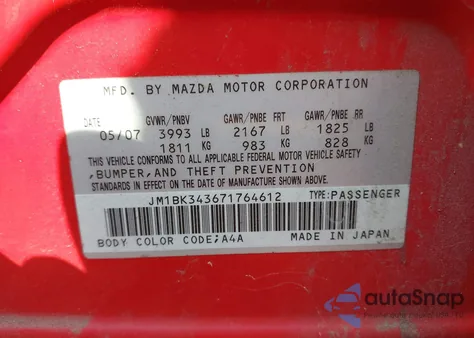 MFD. BY MAZDA MOTOR CORPORATION
GVWR/PNBV GAWR/PNBE FRT GAWR/PNBE RR
05/07 3993 LB 2167 LB 1825 LB
1811 KG 983 KG 828 KG
THIS VEHICLE CONFORMS TO ALL APPLICABLE FEDERAL MOTOR VEHICLE SAFETY
,BUMPER,AND THEFT PREVENTION
STANDARDS IN EFFECT ON THE DATE OF MANUFACTURE SHOWN ABOVE.
JM1BK343671764612 TYPE:PASSENGER
BODY COLOR CODE;A4A MADE IN JAPAN
autoSnap